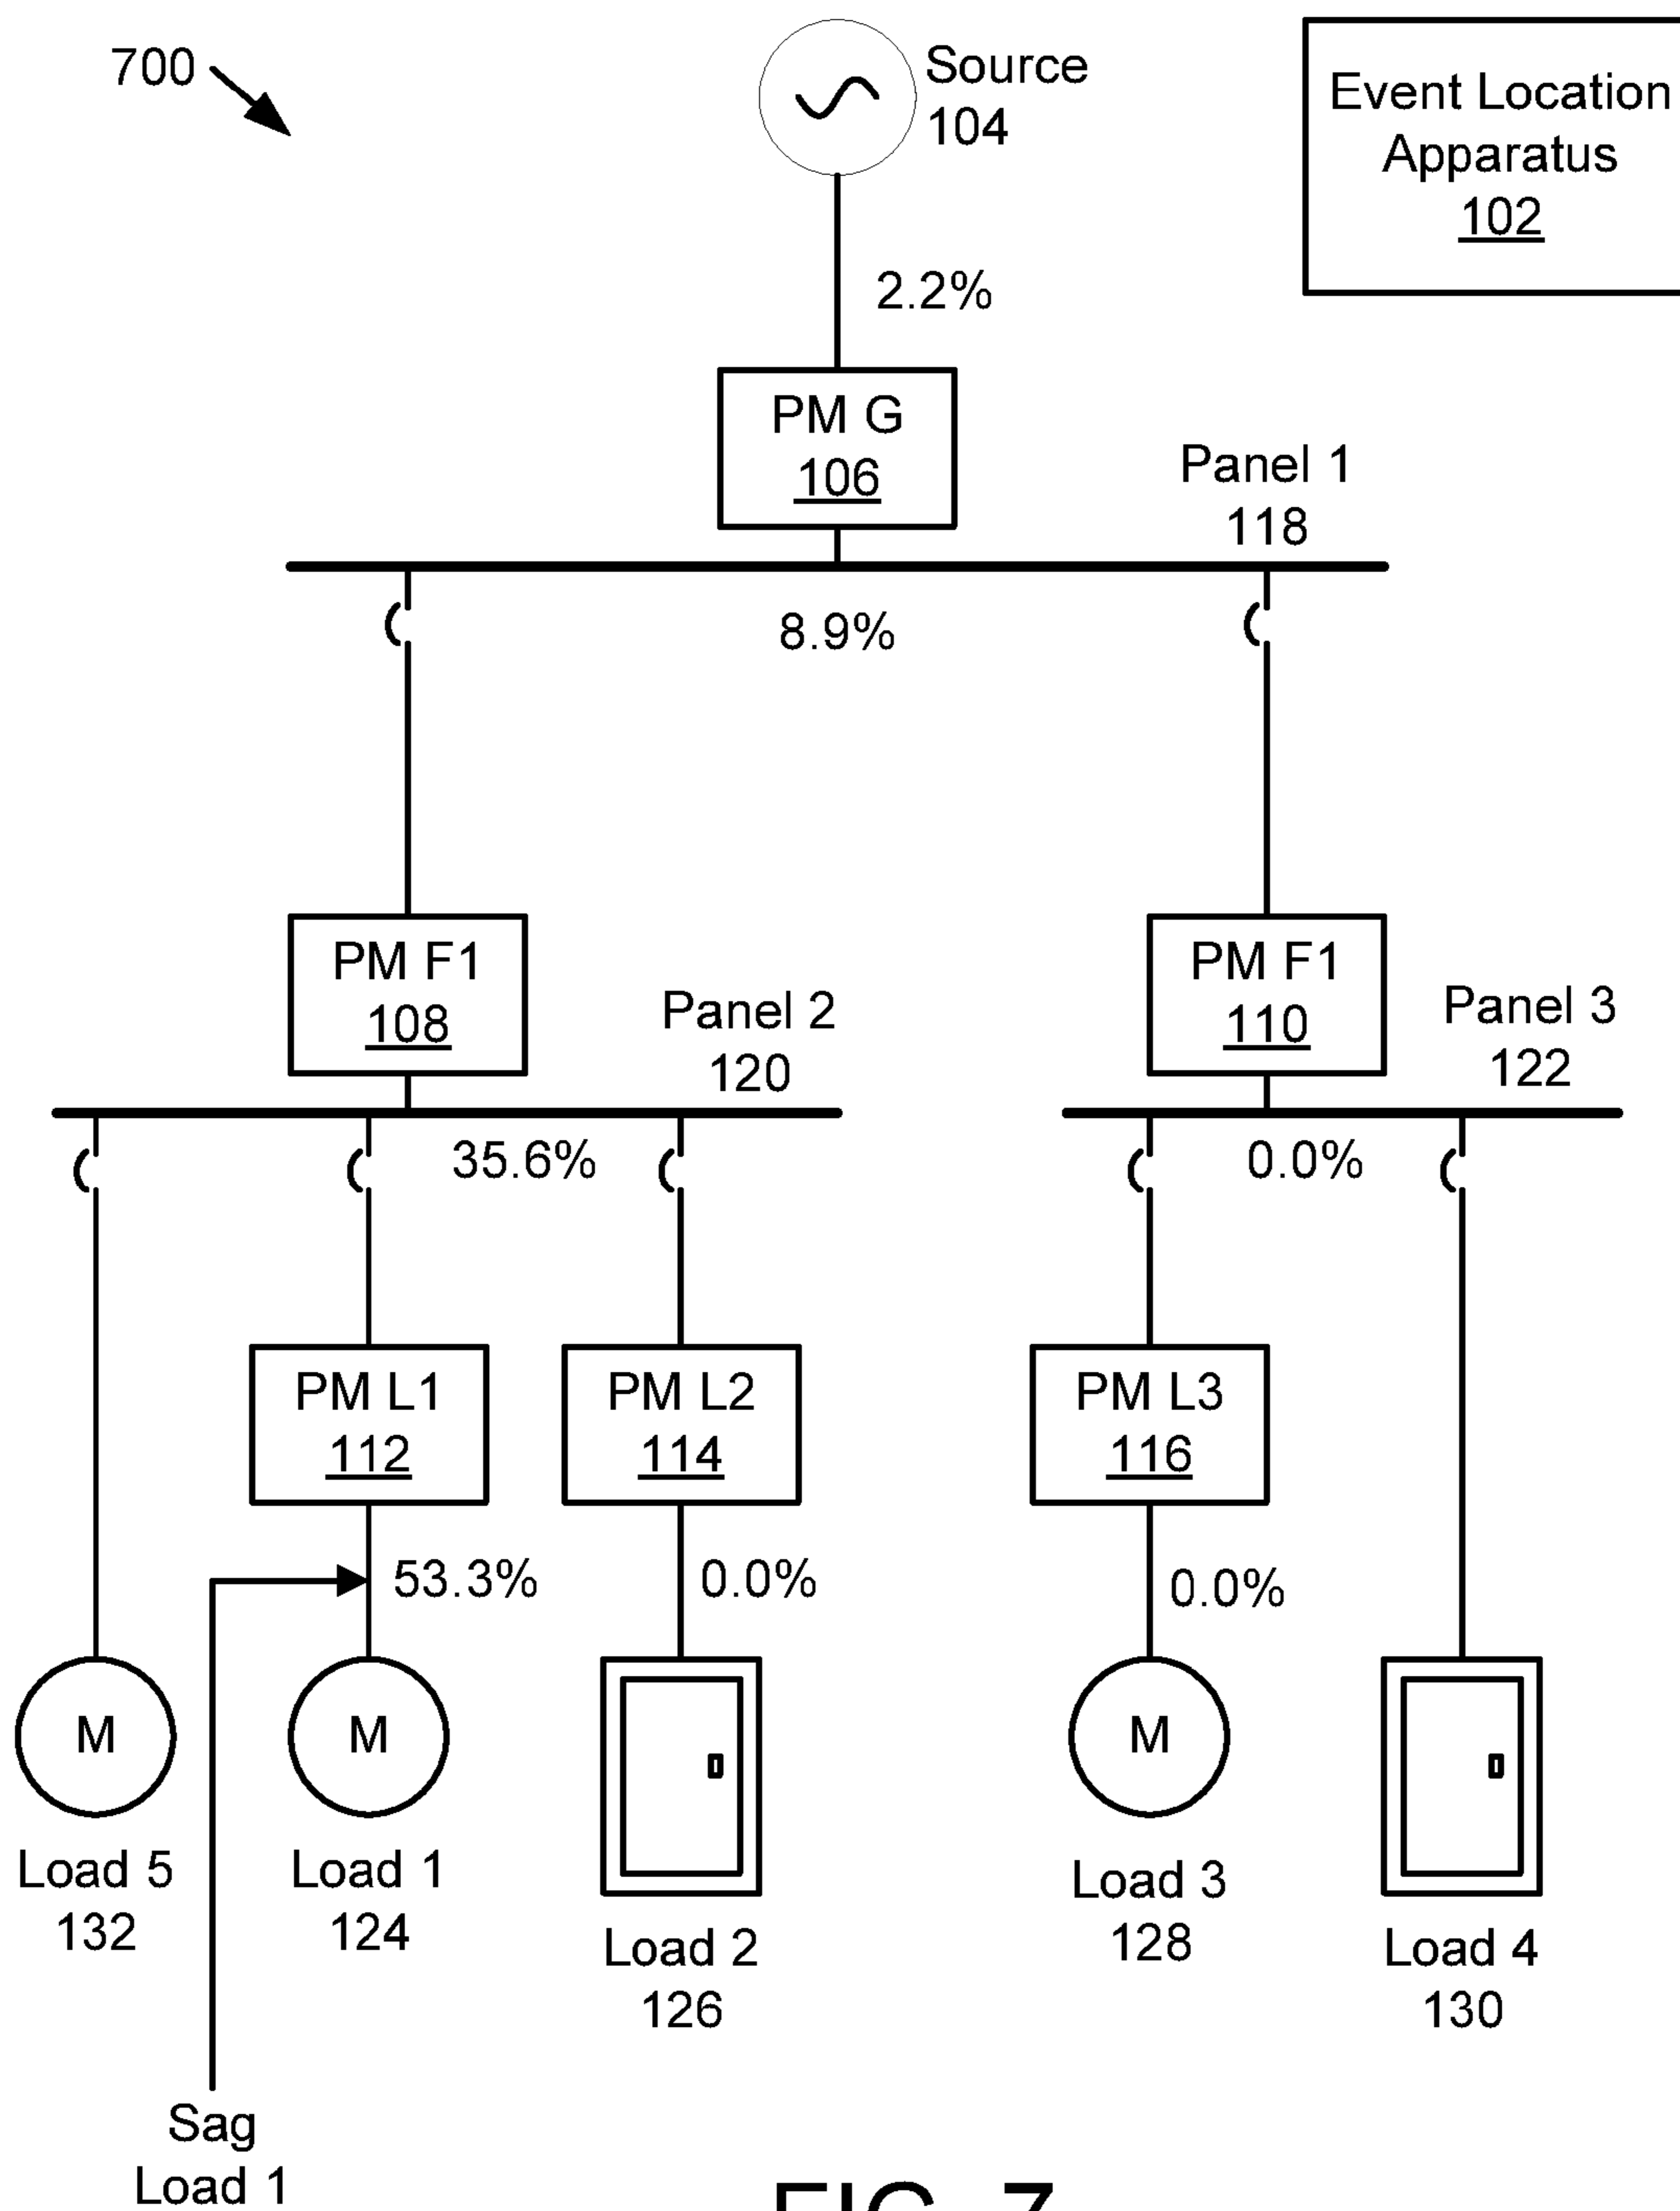 700
Source
104
Event Location
Apparatus
102
2.2%
PM G
106
Panel 1
118
8.9%
PM F1
108
Panel 2
120
PM F1
110
Panel 3
122
35.6%
0.0%
PM L1
112
PM L2
114
PM L3
116
53.3%
0.0%
0.0%
M
M
M
Load 5
132
Load 1
124
Load 2
126
Load 3
128
Load 4
130
Sag
Load 1
FIG. 7